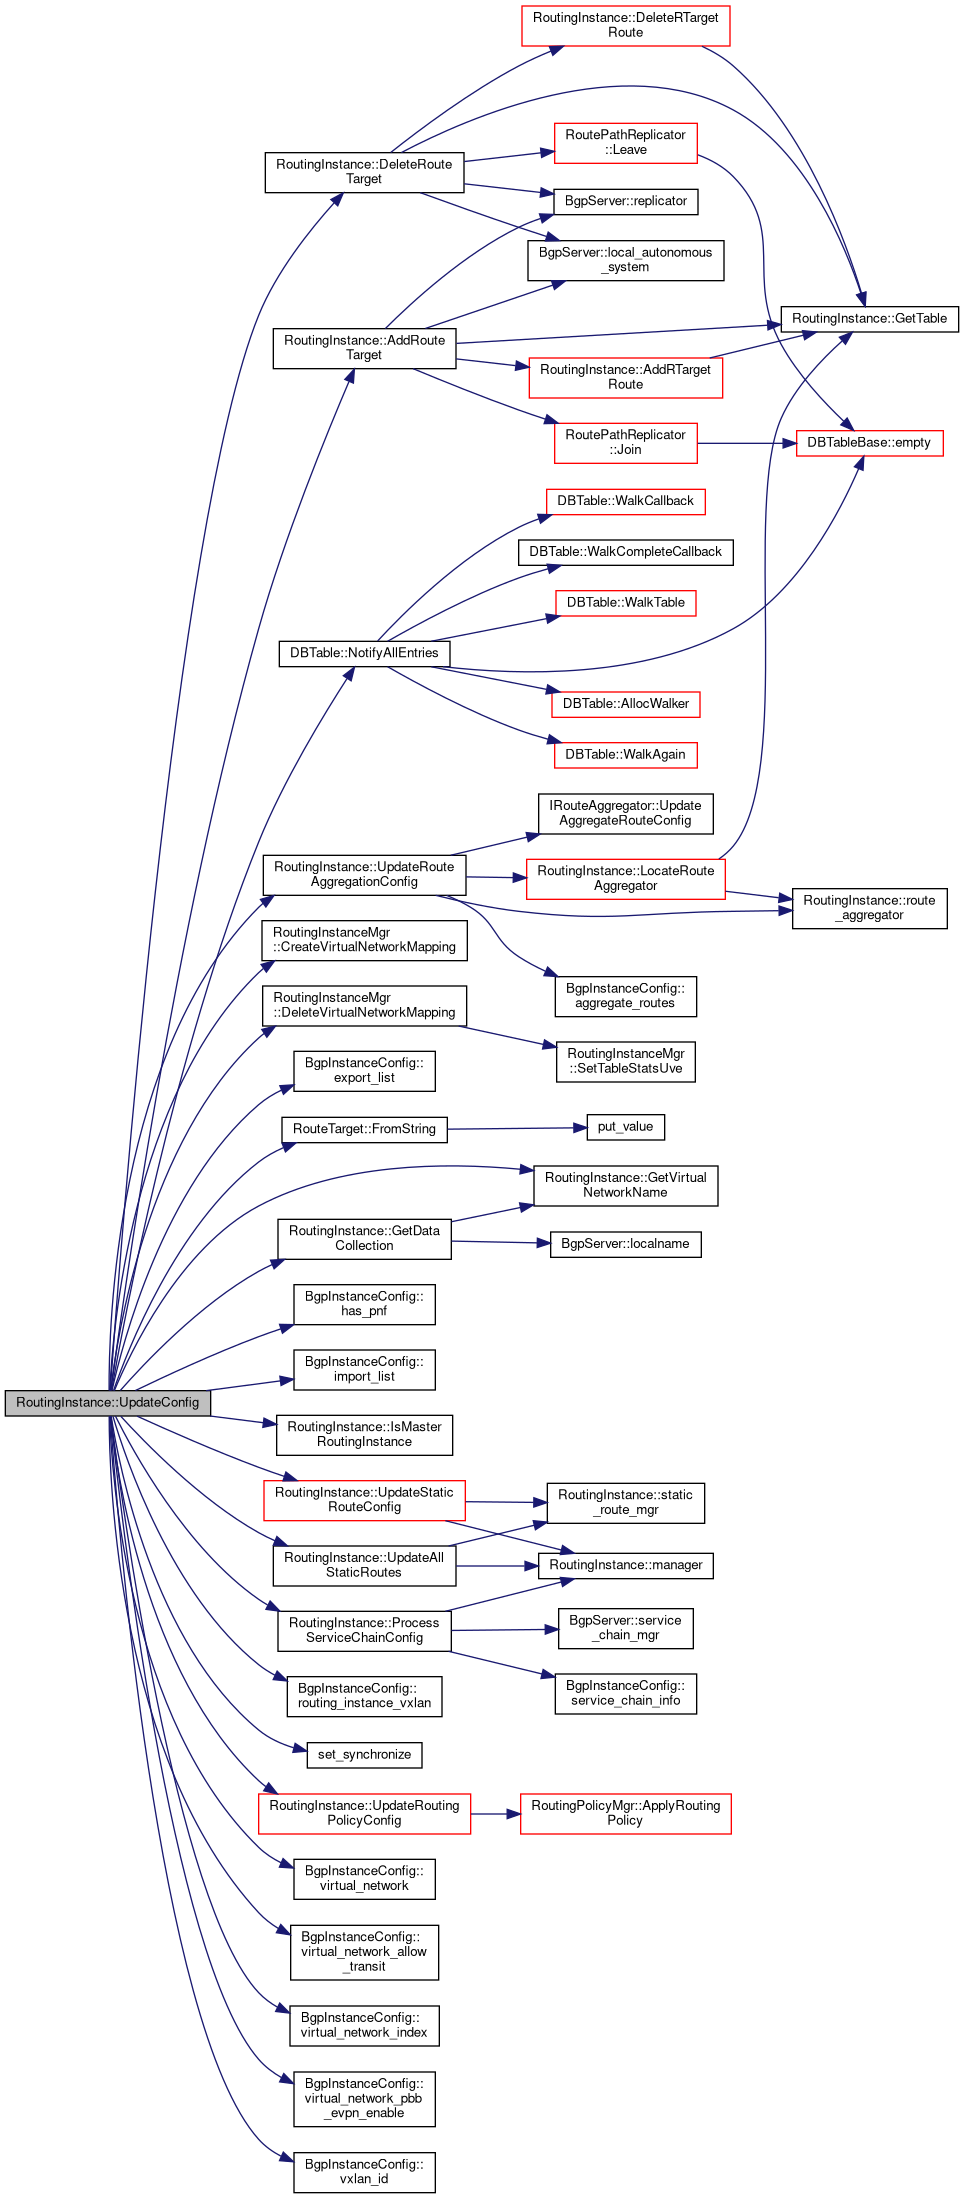 RoutingInstance::DeleteRTarget
Route
RoutingInstance::DeleteRoute
Target
RoutePathReplicator
::Leave
BgpServer::replicator
BgpServer::local_autonomous
_system
RoutingInstance::GetTable
RoutingInstance::AddRoute
Target
RoutingInstance::AddRTarget
Route
RoutePathReplicator
::Join
DBTableBase::empty
DBTable::WalkCallback
DBTable::WalkCompleteCallback
DBTable::WalkTable
DBTable::NotifyAllEntries
DBTable::AllocWalker
DBTable::WalkAgain
IRouteAggregator::Update
AggregateRouteConfig
RoutingInstance::UpdateRoute
AggregationConfig
RoutingInstance::LocateRoute
Aggregator
RoutingInstance::route
_aggregator
RoutingInstanceMgr
::CreateVirtualNetworkMapping
BgpInstanceConfig::
aggregate_routes
RoutingInstanceMgr
::DeleteVirtualNetworkMapping
RoutingInstanceMgr
::SetTableStatsUve
BgpInstanceConfig::
export_list
RouteTarget::FromString
put_value
RoutingInstance::GetVirtual
NetworkName
RoutingInstance::GetData
Collection
BgpServer::localname
BgpInstanceConfig::
has_pnf
BgpInstanceConfig::
import_list
RoutingInstance::UpdateConfig
RoutingInstance::IsMaster
RoutingInstance
RoutingInstance::UpdateStatic
RouteConfig
RoutingInstance::static
_route_mgr
RoutingInstance::UpdateAll
StaticRoutes
RoutingInstance::manager
RoutingInstance::Process
ServiceChainConfig
BgpServer::service
_chain_mgr
BgpInstanceConfig::
service_chain_info
BgpInstanceConfig::
routing_instance_vxlan
set_synchronize
RoutingInstance::UpdateRouting
PolicyConfig
RoutingPolicyMgr::ApplyRouting
Policy
BgpInstanceConfig::
virtual_network
BgpInstanceConfig::
virtual_network_allow
_transit
BgpInstanceConfig::
virtual_network_index
BgpInstanceConfig::
virtual_network_pbb
_evpn_enable
BgpInstanceConfig::
vxlan_id